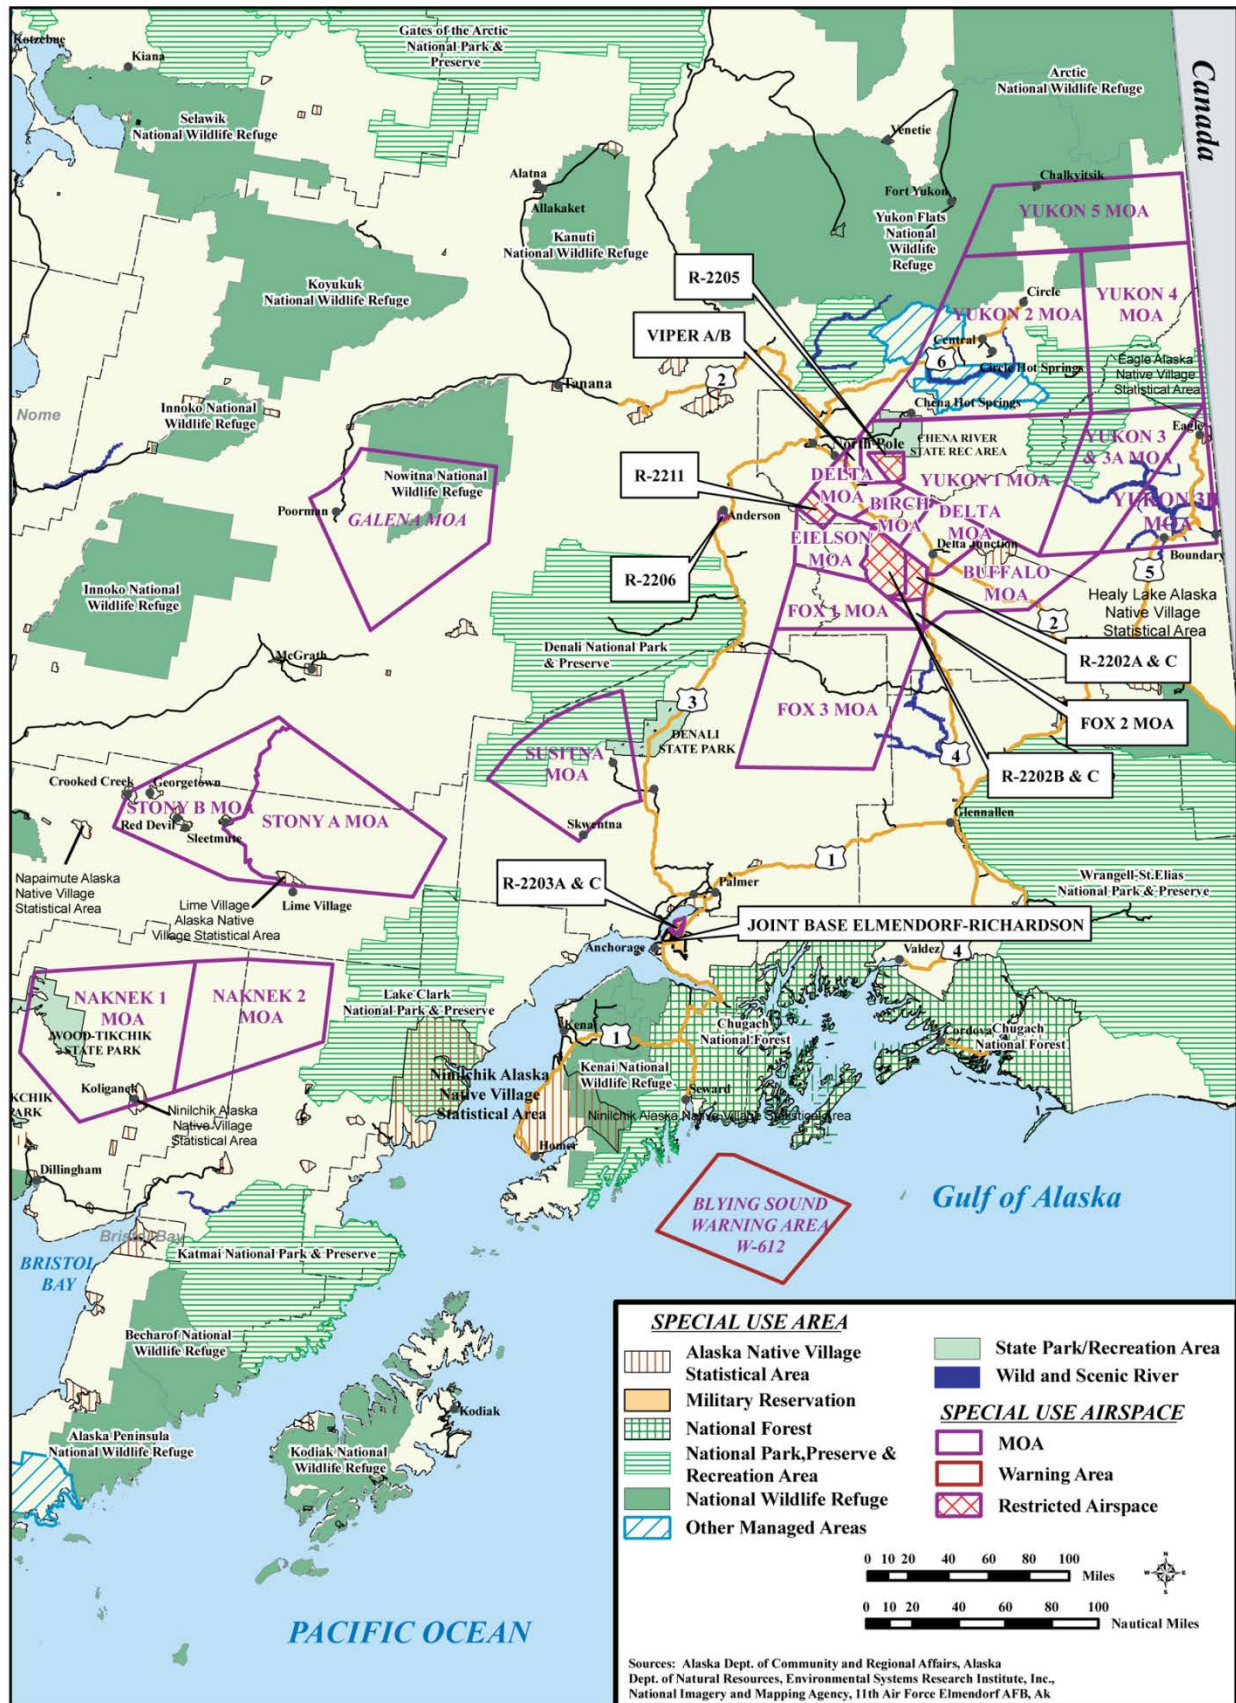 Gates of the Arctic
National Park &
Preserve
Kotzebue
Kiana
Arctic
National Wildlife Refuge
Canada
Selawik
National Wildlife Refuge
Venetie
Alatna
Allakaket
Fort Yukon
Chalkyitsik
Kanuti
National Wildlife Refuge
Yukon Flats
National
Wildlife
Refuge
YUKON 5 MOA
Koyukuk
National Wildlife Refuge
R-2205
VIPER A/B
Circle
YUKON 2 MOA
YUKON 4
MOA
Central
6
Circle Hot Springs
Eagle Alaska
Native Village
Statistical Area
Tanana
2
Nome
Innoko National
Wildlife Refuge
Chena Hot Springs
North Pole
CHENA RIVER
STATE REC AREA
Eagle
YUKON 3
& 3A MOA
Nowitna National
Wildlife Refuge
GALENA MOA
Poorman
R-2211
DELTA
MOA
BIRCH
MOA
YUKON 1 MOA
DELTA
MOA
YUKON 3B
MOA
Anderson
EIELSON
MOA
Delta Junction
Boundary
R-2206
BUFFALO
MOA
5
Innoko National
Wildlife Refuge
FOX 1 MOA
Healy Lake Alaska
Native Village
Statistical Area
2
Denali National Park
& Preserve
McGrath
R-2202A & C
3
FOX 3 MOA
FOX 2 MOA
DENALI
STATE PARK
SUSITNA
MOA
4
R-2202B & C
Crooked Creek
Georgetown
STONY B MOA
STONY A MOA
Red Devil
Sleetmute
Skwentna
Glennallen
Napaimute Alaska
Native Village
Statistical Area
Lime Village
Alaska Native
Village Statistical Area
Lime Village
R-2203A & C
1
Palmer
Wrangell-St.Elias
National Park & Preserve
JOINT BASE ELMENDORF-RICHARDSON
Anchorage
Valdez
4
NAKNEK 1
MOA
NAKNEK 2
MOA
WOOD-TIKCHIK
STATE PARK
Lake Clark
National Park & Preserve
Kenai
1
Chugach
National Forest
Cordova
Chugach
National Forest
Koliganek
KCHIK
PARK
Ninilchik Alaska
Native Village
Statistical Area
Ninilchik Alaska
Native Village
Statistical Area
Kenai National
Wildlife Refuge
Seward
Ninilchik Alaska Native Village Statistical Area
Homer
Dillingham
BLYING SOUND
WARNING AREA
W-612
Gulf of Alaska
Bristol Bay
BRISTOL
BAY
Katmai National Park & Preserve
Becharof National
Wildlife Refuge
Kodiak
Alaska Peninsula
National Wildlife Refuge
Kodiak National
Wildlife Refuge
PACIFIC OCEAN
SPECIAL USE AREA
Alaska Native Village
Statistical Area
Military Reservation
National Forest
National Park,Preserve &
Recreation Area
National Wildlife Refuge
Other Managed Areas
State Park/Recreation Area
Wild and Scenic River
SPECIAL USE AIRSPACE
MOA
Warning Area
Restricted Airspace
0 10 20 40 60 80 100
Miles
N
W E
S
0 10 20 40 60 80 100
Nautical Miles
Sources: Alaska Dept. of Community and Regional Affairs, Alaska
Dept. of Natural Resources, Environmental Systems Research Institute, Inc.,
National Imagery and Mapping Agency, 11th Air Force Elmendorf AFB, Ak